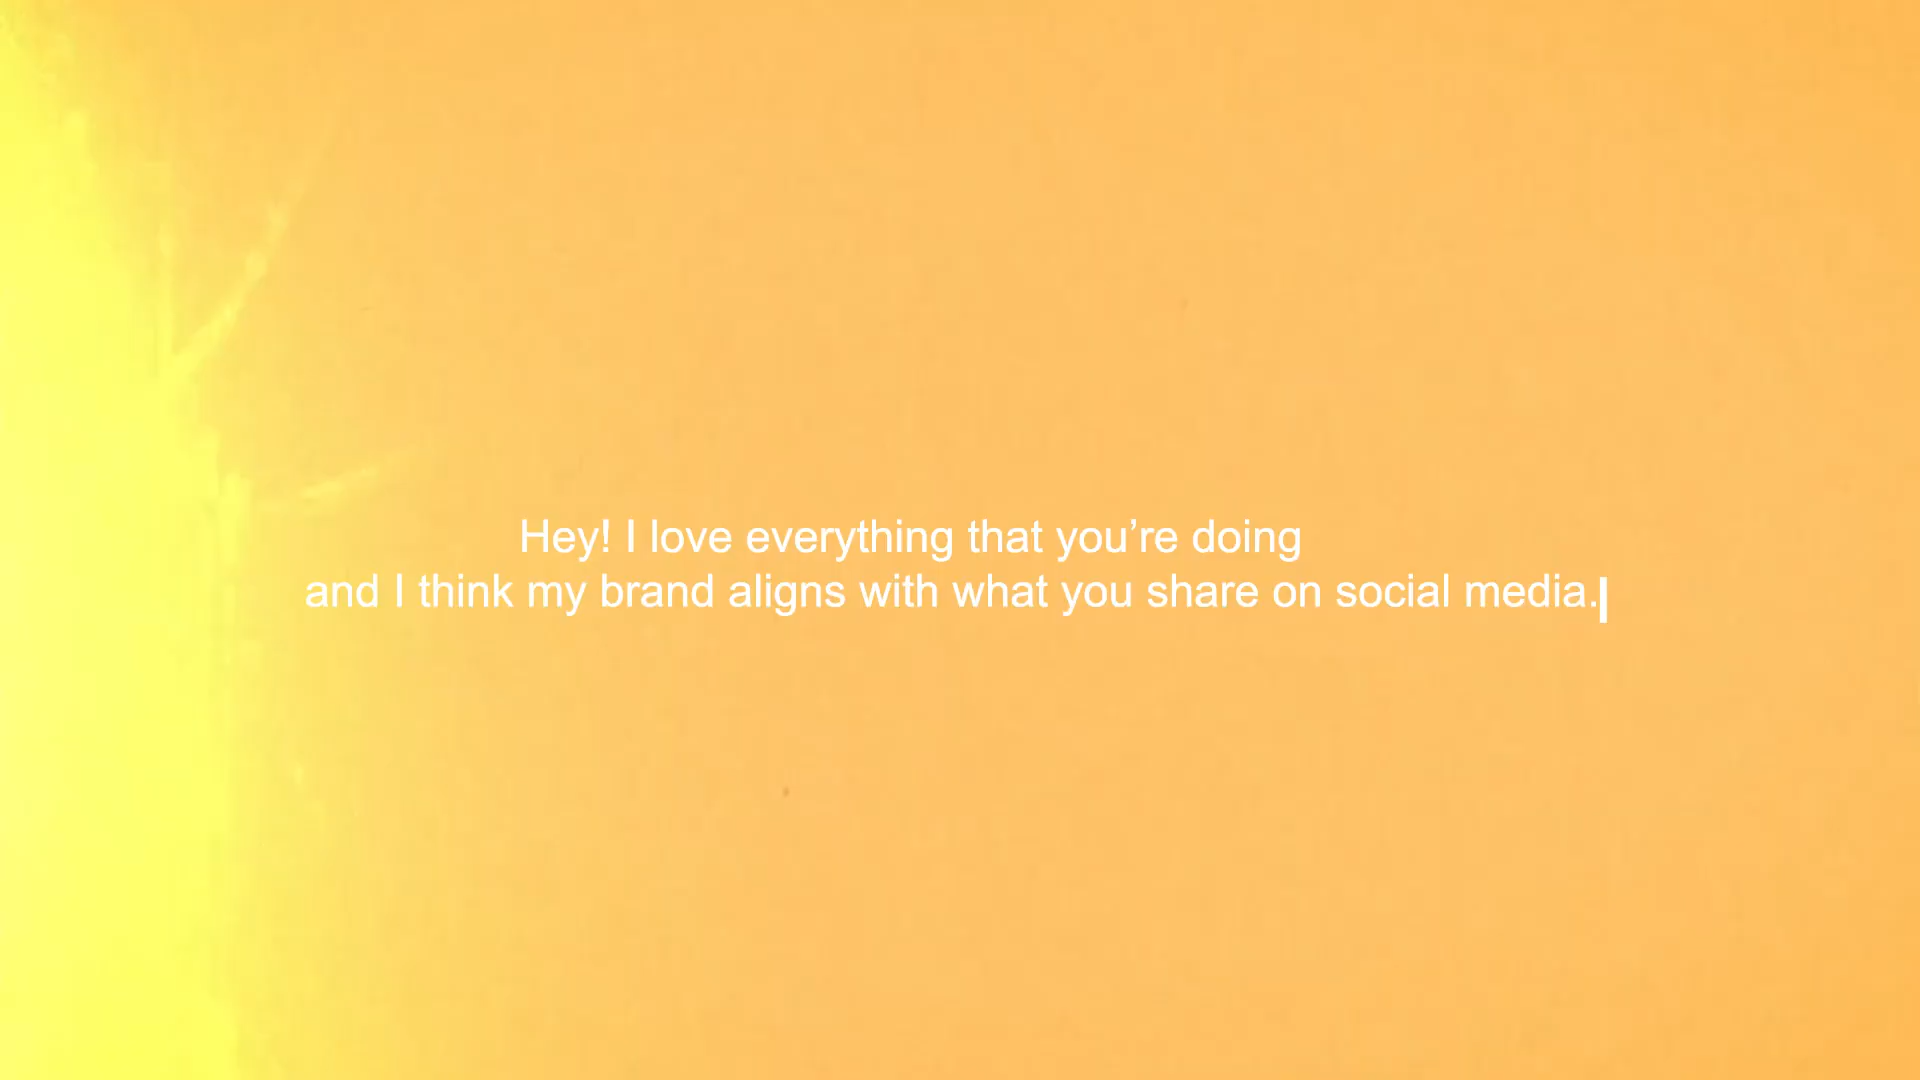 Hey! I love everything that you’re doing
and I think my brand aligns with what you share on social media.